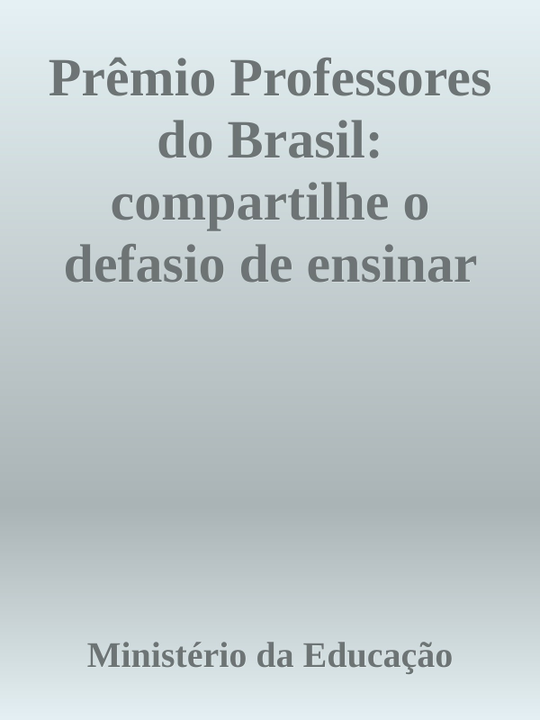 Prêmio Professores
do Brasil:
compartilhe o
defasio de ensinar
Ministério da Educação